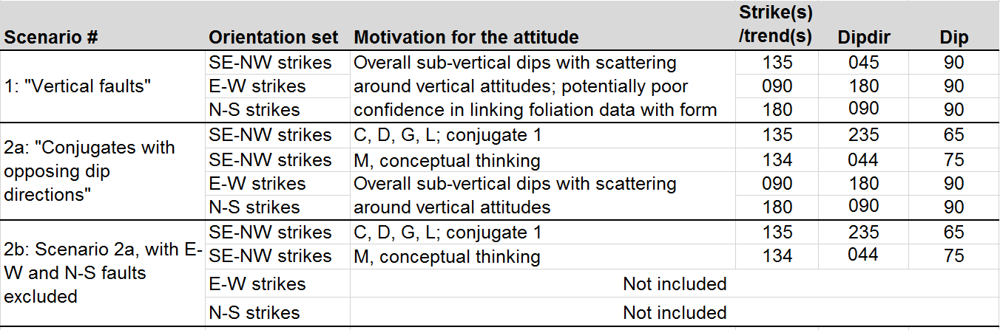 Strike(s)
Scenario # Orientation set Motivation for the attitude /trend(s) Dipdir Dip
SE-NW strikes Overall sub-vertical dips with scattering 135 045 90
1: "Vertical faults" E-W strikes around vertical attitudes; potentially poor 090 180 90
N-S strikes confidence in linking foliation data with form 180 090 90
SE-NW strikes C, D, G, L; conjugate 1 135 235 65
2a: "Conjugates with
opposing dip
directions"
SE-NW strikes M, conceptual thinking 134 044 75
E-W strikes Overall sub-vertical dips with scattering 090 180 90
N-S strikes around vertical attitudes 180 090 90
SE-NW strikes C, D, G, L; conjugate 1 135 235 65
2b: Scenario 2a, with E-
W and N-S faults
excluded
SE-NW strikes M, conceptual thinking 134 044 75
E-W strikes Not included
N-S strikes Not included